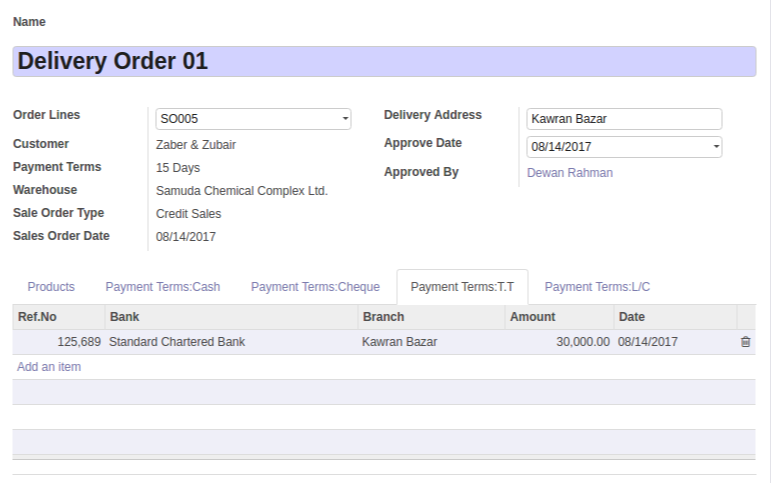 Name
Delivery Order 01
Order Lines SO005
Customer Zaber & Zubair
Payment Terms 15 Days
Warehouse Samuda Chemical Complex Ltd.
Sale Order Type Credit Sales
Sales Order Date 08/14/2017
Delivery Address Kawran Bazar
Approve Date 08/14/2017
Approved By Dewan Rahman
Products Payment Terms:Cash Payment Terms:Cheque Payment Terms:T.T Payment Terms:L/C
Ref.No Bank Branch Amount Date
125,689 Standard Chartered Bank Kawran Bazar 30,000.00 08/14/2017
Add an item